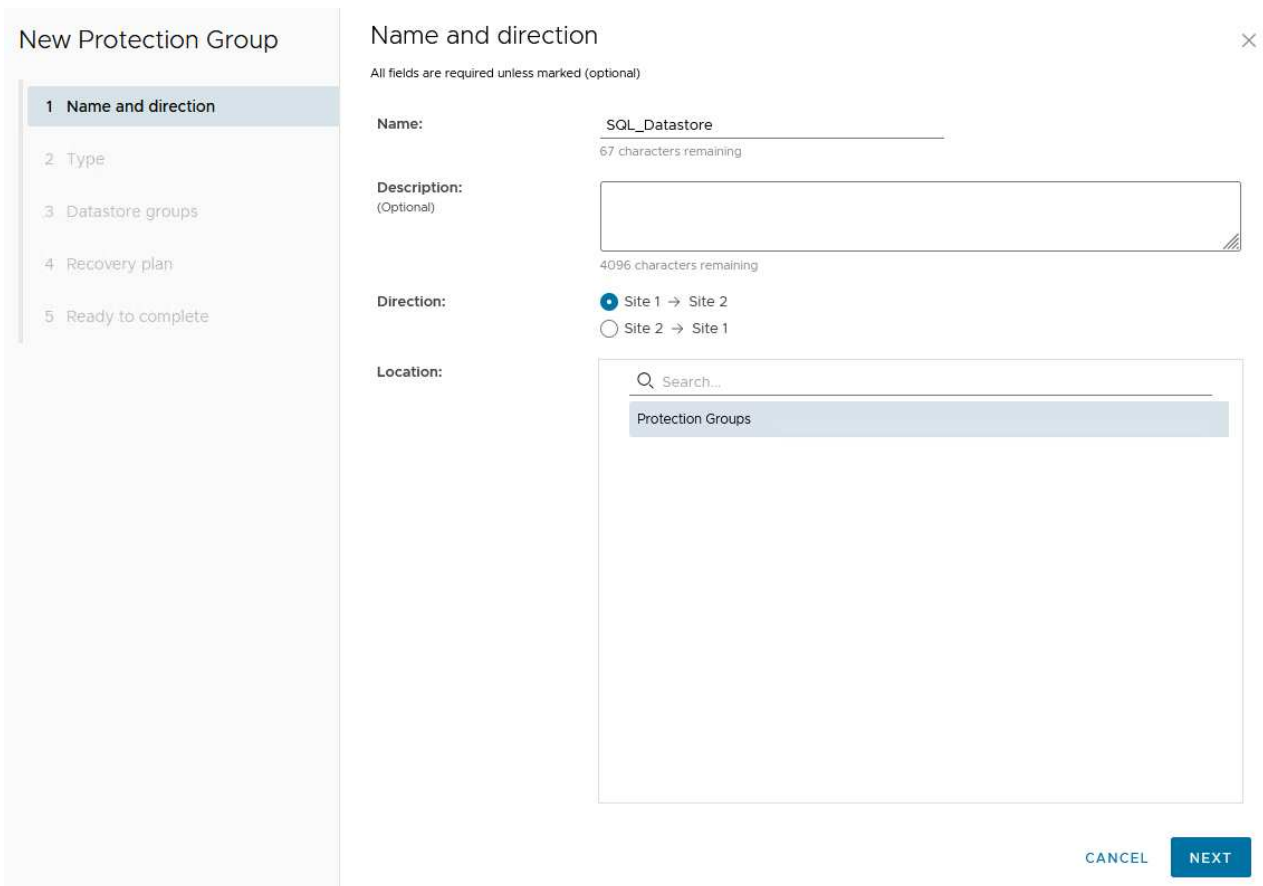 New Protection Group
1 Name and direction
2 Type
3 Datastore groups
4 Recovery plan
5 Ready to complete
Name and direction
All fields are required unless marked (optional)
Name: SQL_Datastore
67 characters remaining
Description:
(Optional)
4096 characters remaining
Direction: Site 1 → Site 2
Site 2 → Site 1
Location:
Search...
Protection Groups
CANCEL NEXT